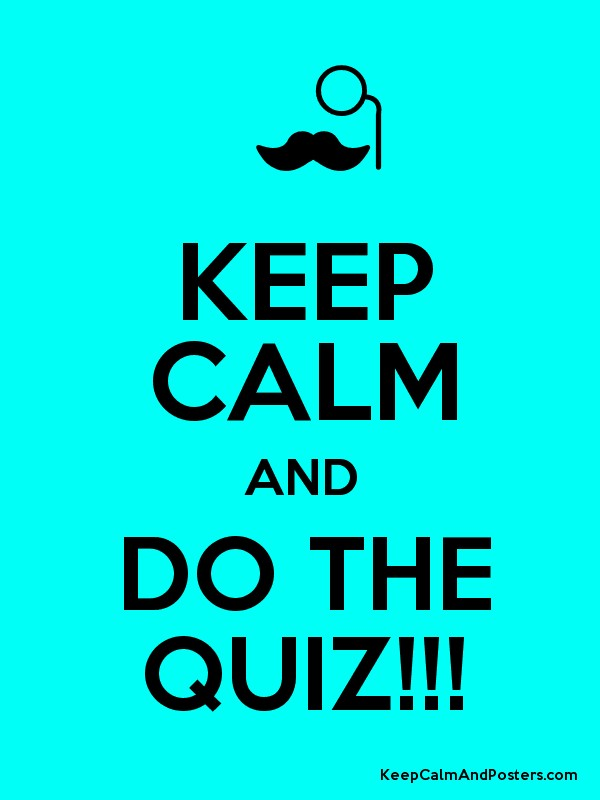 KEEP
CALM
AND
DO THE
QUIZ!!!
KeepCalmAndPosters.com